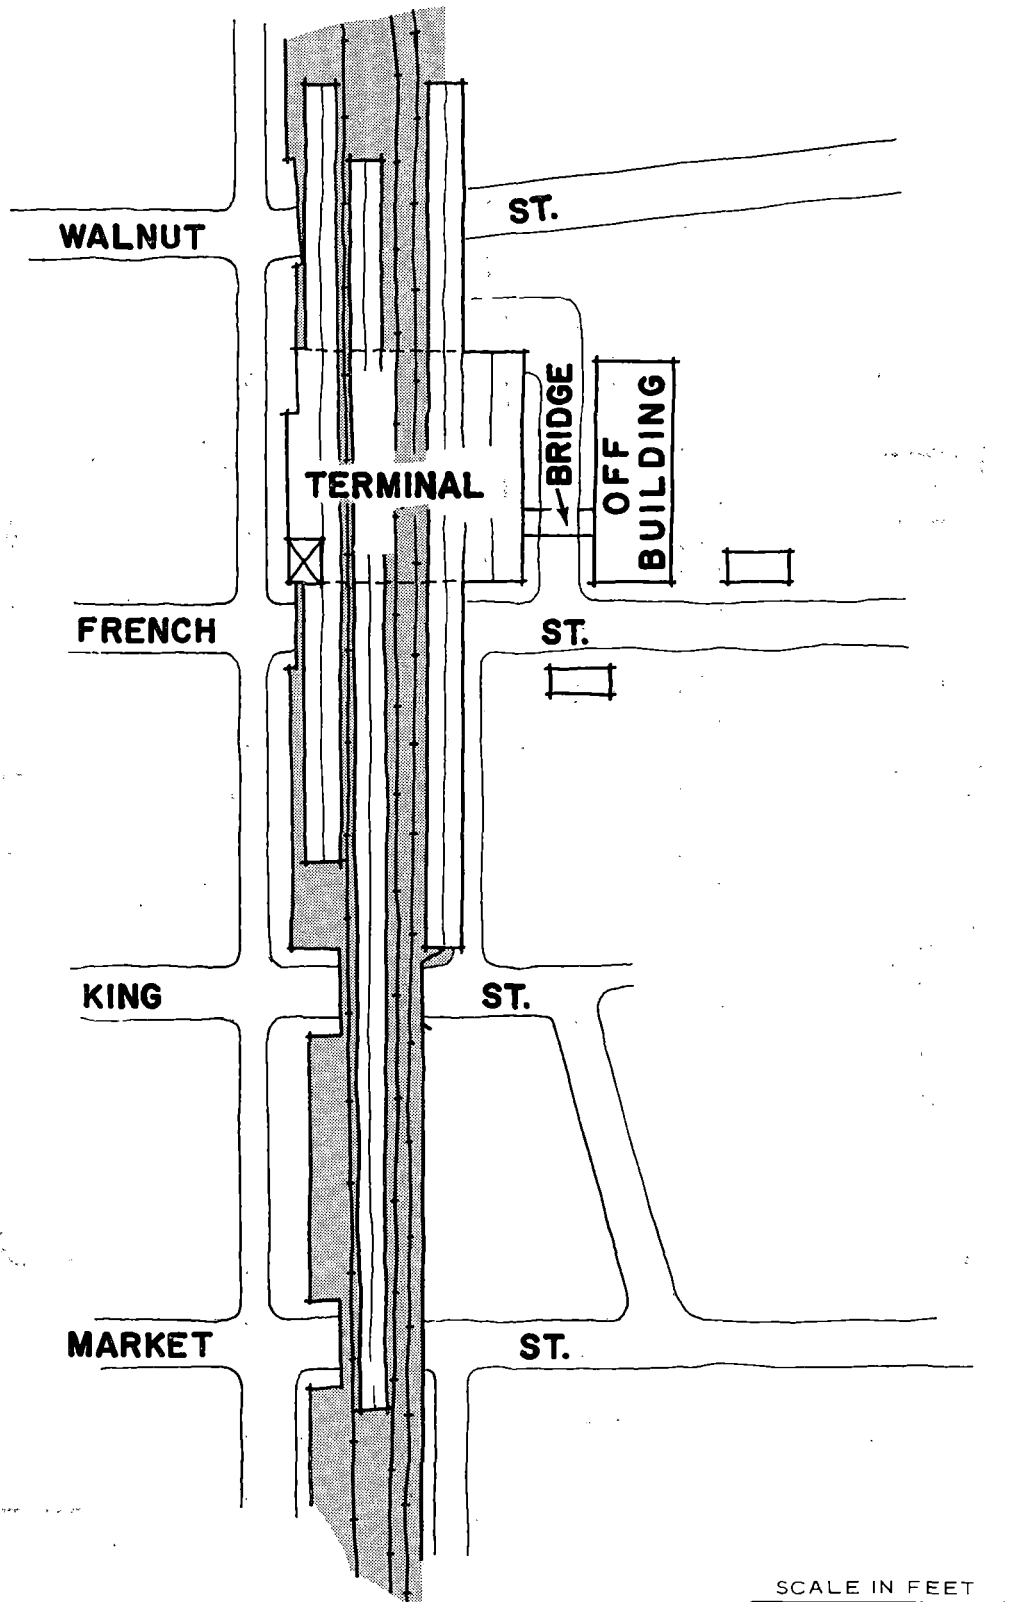 WALNUT ST.
BRIDGE
OFF
BUILDING
TERMINAL
FRENCH ST.
KING ST.
MARKET ST.
SCALE IN FEET